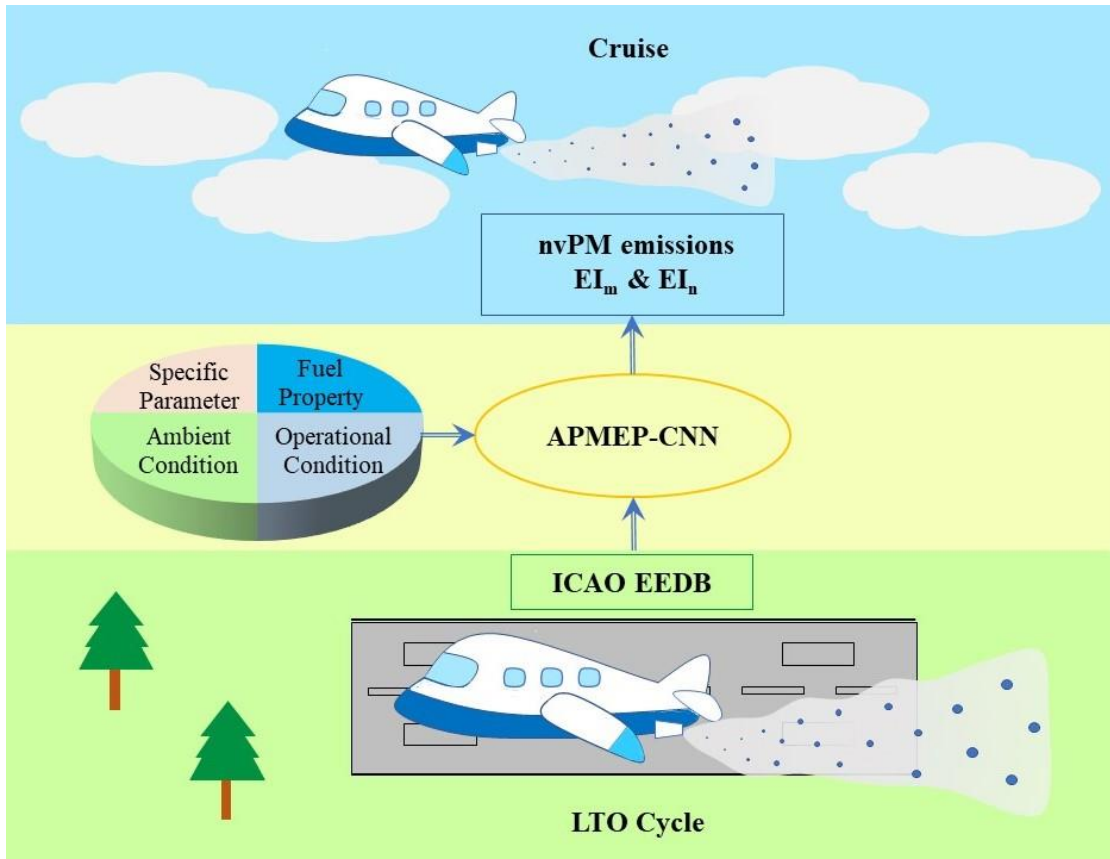 Cruise
nvPM emissions
EIm & EIn
Specific
Parameter
Fuel
Property
Ambient
Condition
Operational
Condition
APMEP-CNN
ICAO EEDB
LTO Cycle